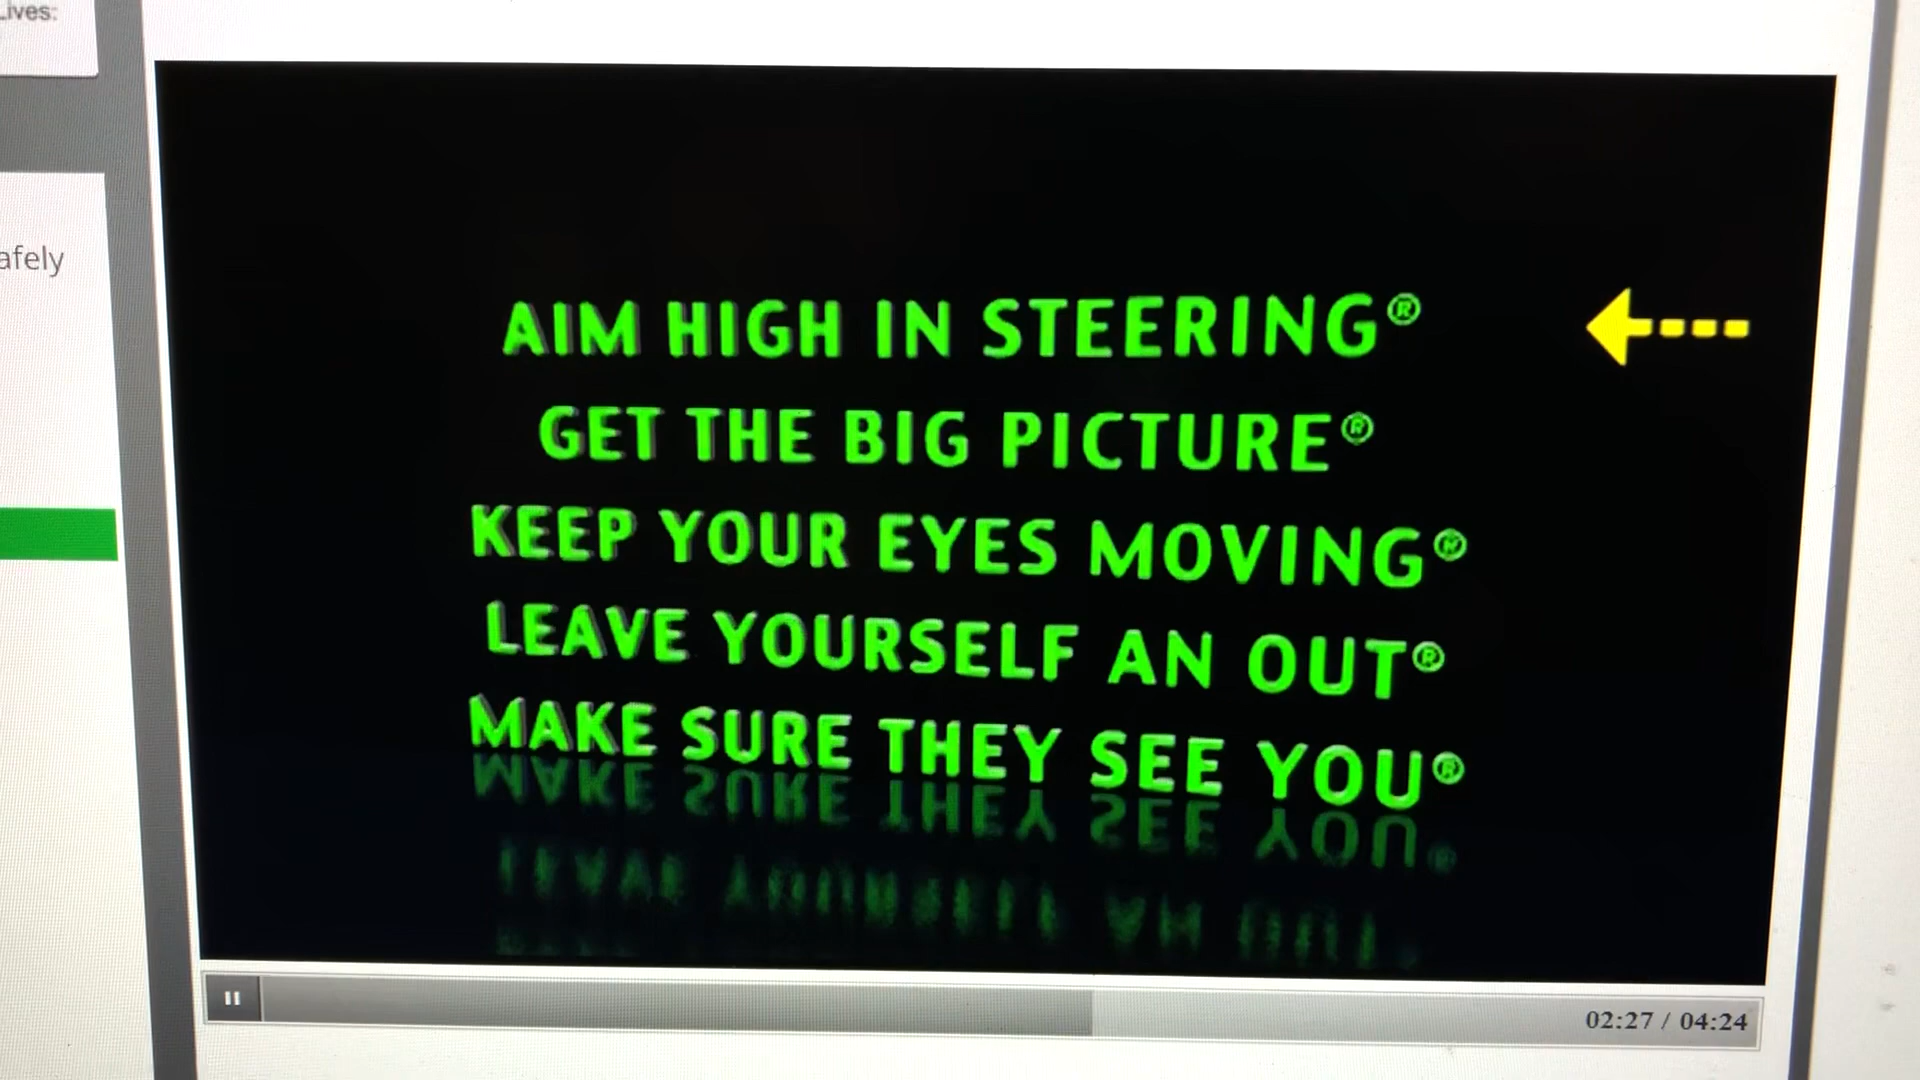 Lives:
afely
AIM HIGH IN STEERING®
GET THE BIG PICTURE®
KEEP YOUR EYES MOVING®
LEAVE YOURSELF AN OUT®
MAKE SURE THEY SEE YOU®
02:27 / 04:24